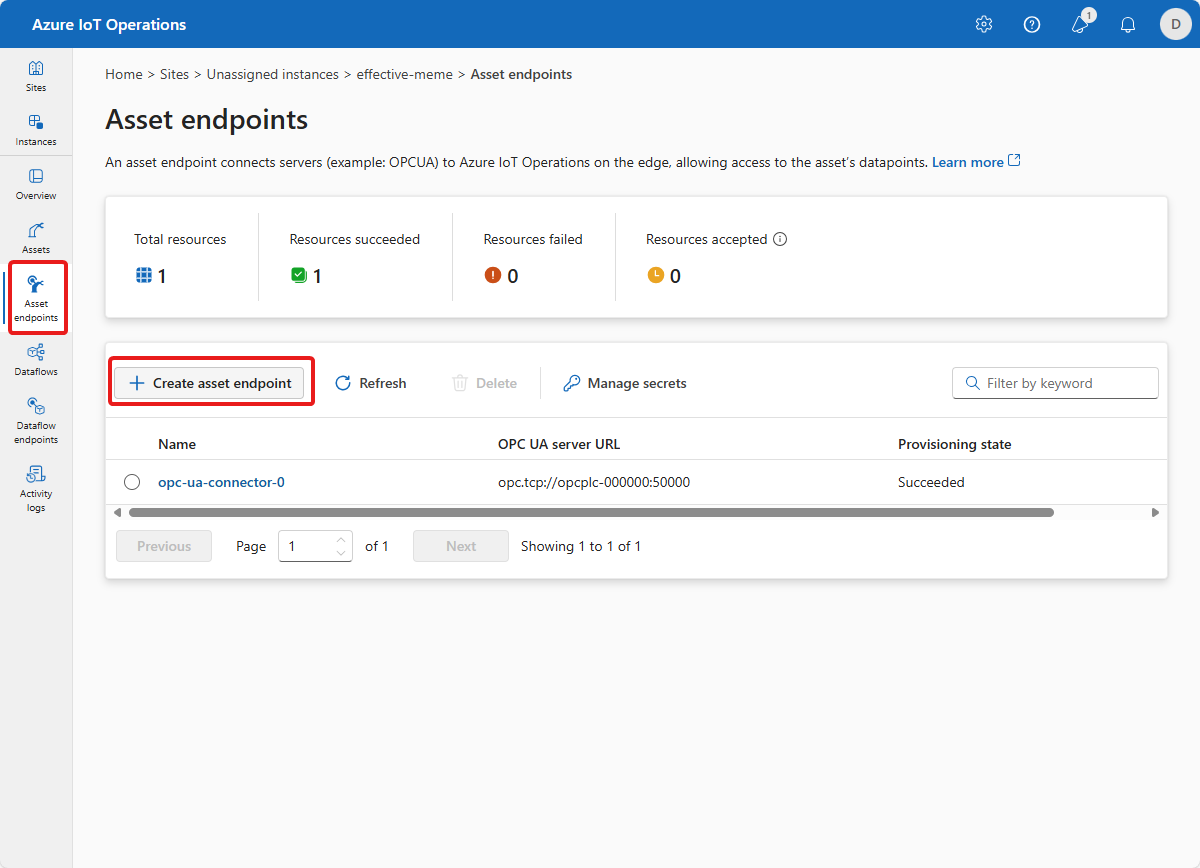 Azure IoT Operations
1
D
Sites
Instances
Overview
Assets
Asset
endpoints
Dataflows
Dataflow
endpoints
Activity
logs
Home > Sites > Unassigned instances > effective-meme > Asset endpoints
Asset endpoints
An asset endpoint connects servers (example: OPCUA) to Azure IoT Operations on the edge, allowing access to the asset's datapoints. Learn more
Total resources
1
Resources succeeded
1
Resources failed
0
Resources accepted
0
Create asset endpoint
Refresh
Delete
Manage secrets
Filter by keyword
Name OPC UA server URL Provisioning state
opc-ua-connector-0 opc.tcp://opcplc-000000:50000 Succeeded
Previous Page 1 of 1 Next Showing 1 to 1 of 1